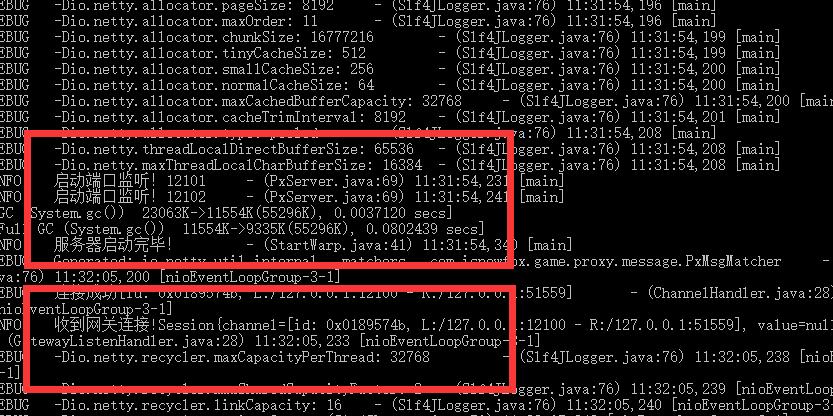 EBUG -Dio.netty.allocator.pageSize: 8192 - (Slf4JLogger.java:76) 11:31:54,196 [main]
EBUG -Dio.netty.allocator.maxOrder: 11 - (Slf4JLogger.java:76) 11:31:54,196 [main]
EBUG -Dio.netty.allocator.chunkSize: 16777216 - (Slf4JLogger.java:76) 11:31:54,199 [main]
EBUG -Dio.netty.allocator.tinyCacheSize: 512 - (Slf4JLogger.java:76) 11:31:54,199 [main]
EBUG -Dio.netty.allocator.smallCacheSize: 256 - (Slf4JLogger.java:76) 11:31:54,200 [main]
EBUG -Dio.netty.allocator.normalCacheSize: 64 - (Slf4JLogger.java:76) 11:31:54,200 [main]
EBUG -Dio.netty.allocator.maxCachedBufferCapacity: 32768 - (Slf4JLogger.java:76) 11:31:54,200 [main
EBUG -Dio.netty.allocator.cacheTrimInterval: 8192 - (Slf4JLogger.java:76) 11:31:54,201 [main]
EBUG (Slf4JLogger.java:76) 11:31:54,208 [main]
EBUG -Dio.netty.threadLocalDirectBufferSize: 65536 - (Slf4JLogger.java:76) 11:31:54,208 [main]
EBUG -Dio.netty.maxThreadLocalCharBufferSize: 16384 - (Slf4JLogger.java:76) 11:31:54,208 [main]
NFO 启动端口监听! 12101 - (PxServer.java:69) 11:31:54,231 [main]
NFO 启动端口监听! 12102 - (PxServer.java:69) 11:31:54,241 [main]
GC (System.gc()) 23063K->11554K(55296K), 0.0037120 secs]
Full GC (System.gc()) 11554K->9335K(55296K), 0.0802439 secs]
NFO 服务器启动完毕! - (StartWarp.java:41) 11:31:54,340 [main]
EBUG Generated: io.netty.util.internal.__matchers__.com.isnowfox.game.proxy.message.PxMsgMatcher - (
va:76) 11:32:05,200 [nioEventLoopGroup-3-1]
EBUG 连接成功[id: 0x0189574b, L:/127.0.0.1:12100 - R:/127.0.0.1:51559] - (ChannelHandler.java:28)
nioEventLoopGroup-3-1]
NFO 收到网关连接!Session{channel=[id: 0x0189574b, L:/127.0.0.1:12100 - R:/127.0.0.1:51559], value=null
(GatewayListenHandler.java:28) 11:32:05,233 [nioEventLoopGroup-3-1]
EBUG -Dio.netty.recycler.maxCapacityPerThread: 32768 - (Slf4JLogger.java:76) 11:32:05,238 [nioEvent
-1]
EBUG (Slf4JLogger.java:76) 11:32:05,239 [nioEventL
EBUG -Dio.netty.recycler.linkCapacity: 16 - (Slf4JLogger.java:76) 11:32:05,240 [nioEventLoopGroup-3